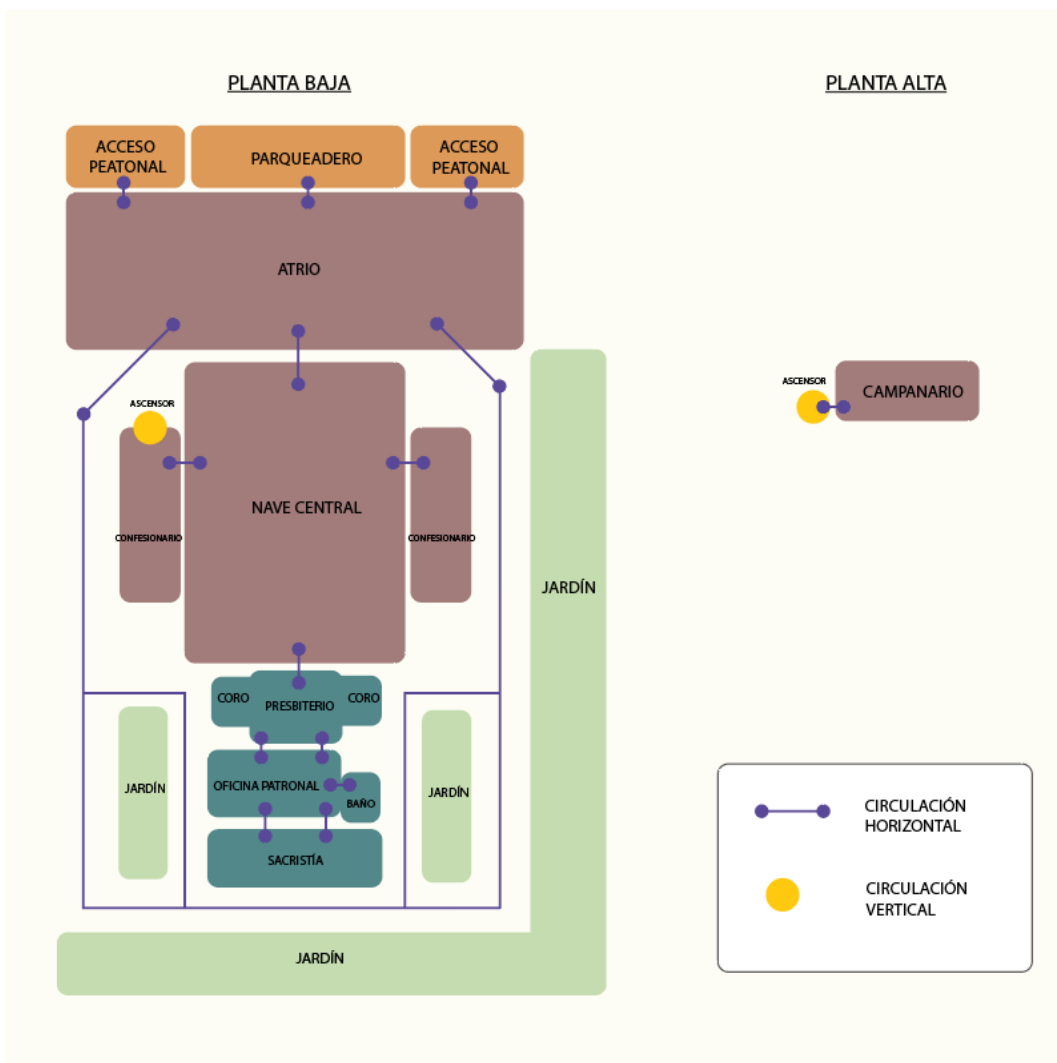 PLANTA BAJA
PLANTA ALTA
ACCESO
PEATONAL
PARQUEADERO
ACCESO
PEATONAL
ATRIO
ASCENSOR
NAVE CENTRAL
CONFESIONARIO
CONFESIONARIO
JARDÍN
CORO
PRESBITERIO
CORO
OFICINA PATRONAL
BAÑO
JARDÍN
JARDÍN
SACRISTÍA
JARDÍN
ASCENSOR
CAMPANARIO
CIRCULACIÓN
HORIZONTAL
CIRCULACIÓN
VERTICAL